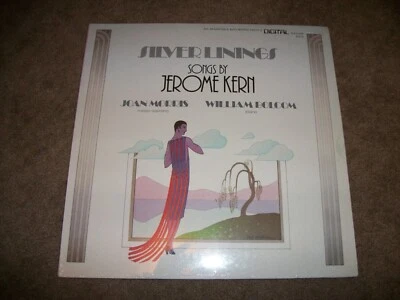 DIGITAL
SILVER LININGS
SONGS BY
JEROME KERN
JOAN MORRIS WILLIAM BOLCOM